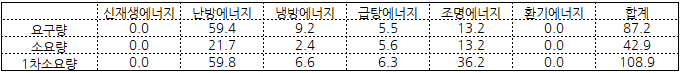 신재생에너지 난방에너지 냉방에너지 급탕에너지 조명에너지 환기에너지 합계
요구량 0.0 59.4 9.2 5.5 13.2 0.0 87.2
소요량 0.0 21.7 2.4 5.6 13.2 0.0 42.9
1차소요량 0.0 59.8 6.6 6.3 36.2 0.0 108.9